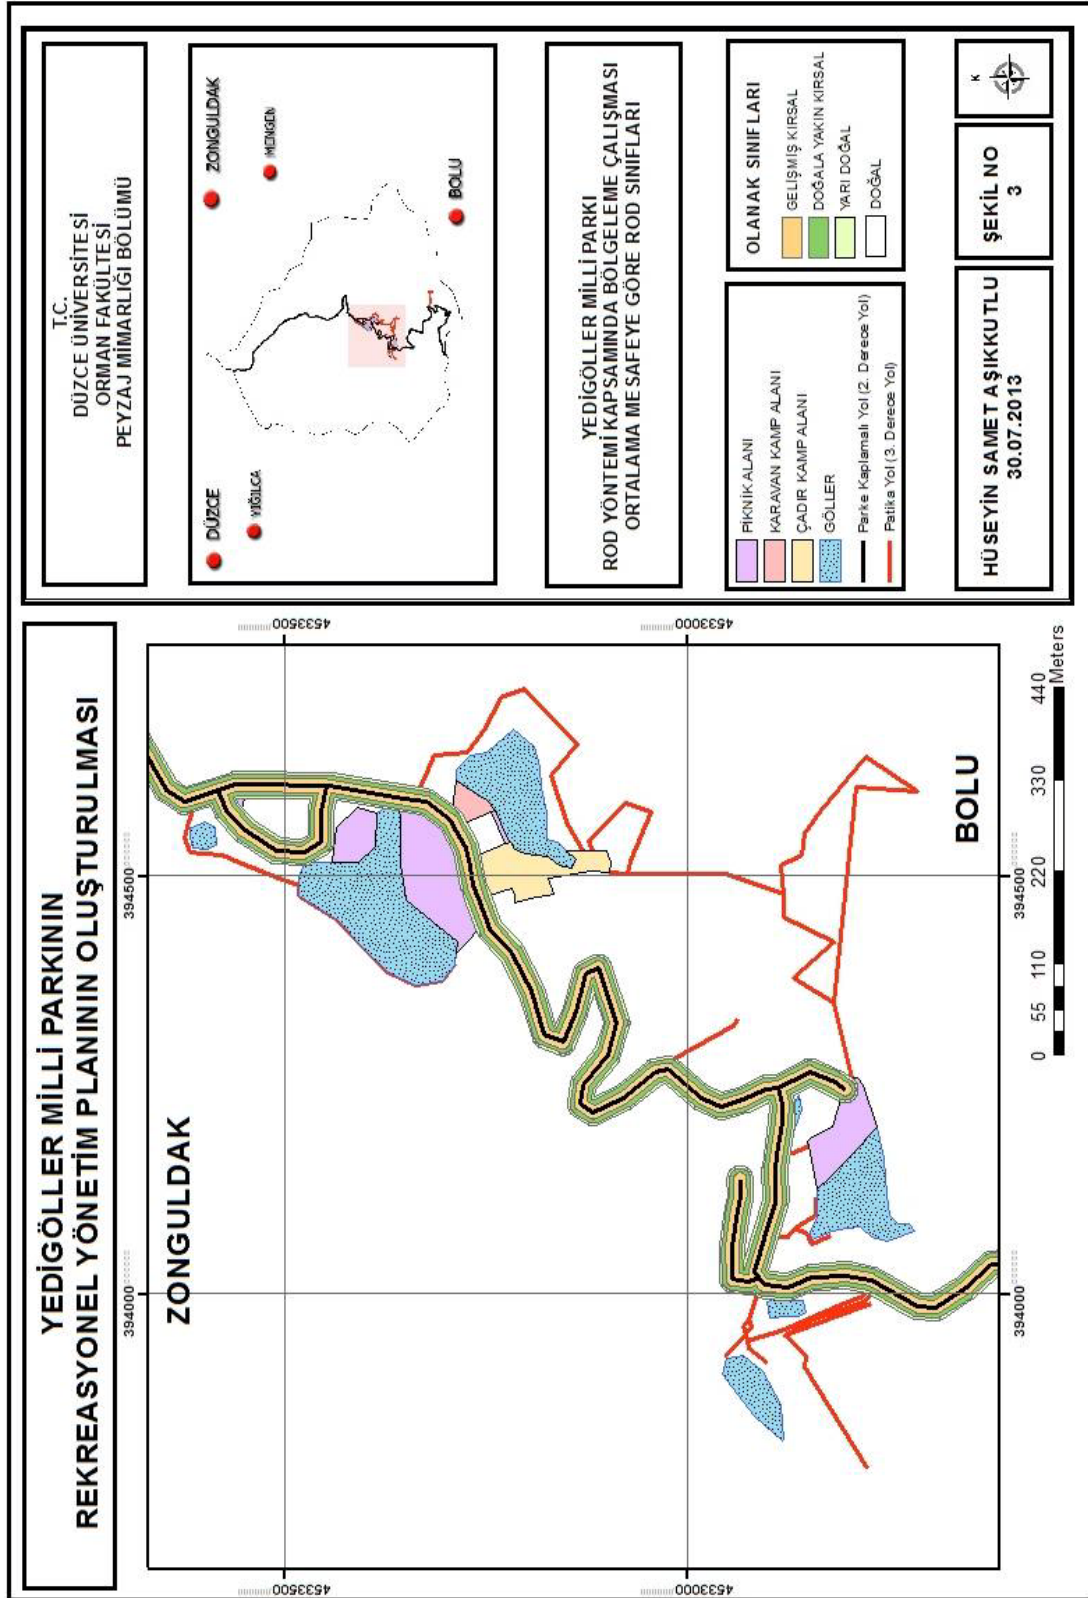 YEDİGÖLLER MİLLİ PARKININ
REKREASYONEL YÖNETİM PLANININ OLUŞTURULMASI
394000
394500
4533500
4533500
4533000
4533000
ZONGULDAK
BOLU
394000
394500
0 55 110 220 330 440
Meters
T.C.
DÜZCE ÜNİVERSİTESİ
ORMAN FAKÜLTESİ
PEYZAJ MİMARLIĞI BÖLÜMÜ
DÜZCE
YIĞILCA
ZONGULDAK
MENGEN
BOLU
YEDİGÖLLER MİLLİ PARKI
ROD YÖNTEMİ KAPSAMINDA BÖLGELEME ÇALIŞMASI
ORTALAMA MESAFEYE GÖRE ROD SINIFLARI
PİKNİK ALANI
KARAVAN KAMP ALANI
ÇADIR KAMP ALANI
GÖLLER
Parke Kaplamalı Yol (2. Derece Yol)
Patika Yol (3. Derece Yol)
OLANAK SINIFLARI
GELİŞMİŞ KIRSAL
DOĞALA YAKIN KIRSAL
YARI DOĞAL
DOĞAL
HÜSEYİN SAMET AŞIKKUTLU
30.07.2013
ŞEKİL NO
3
K